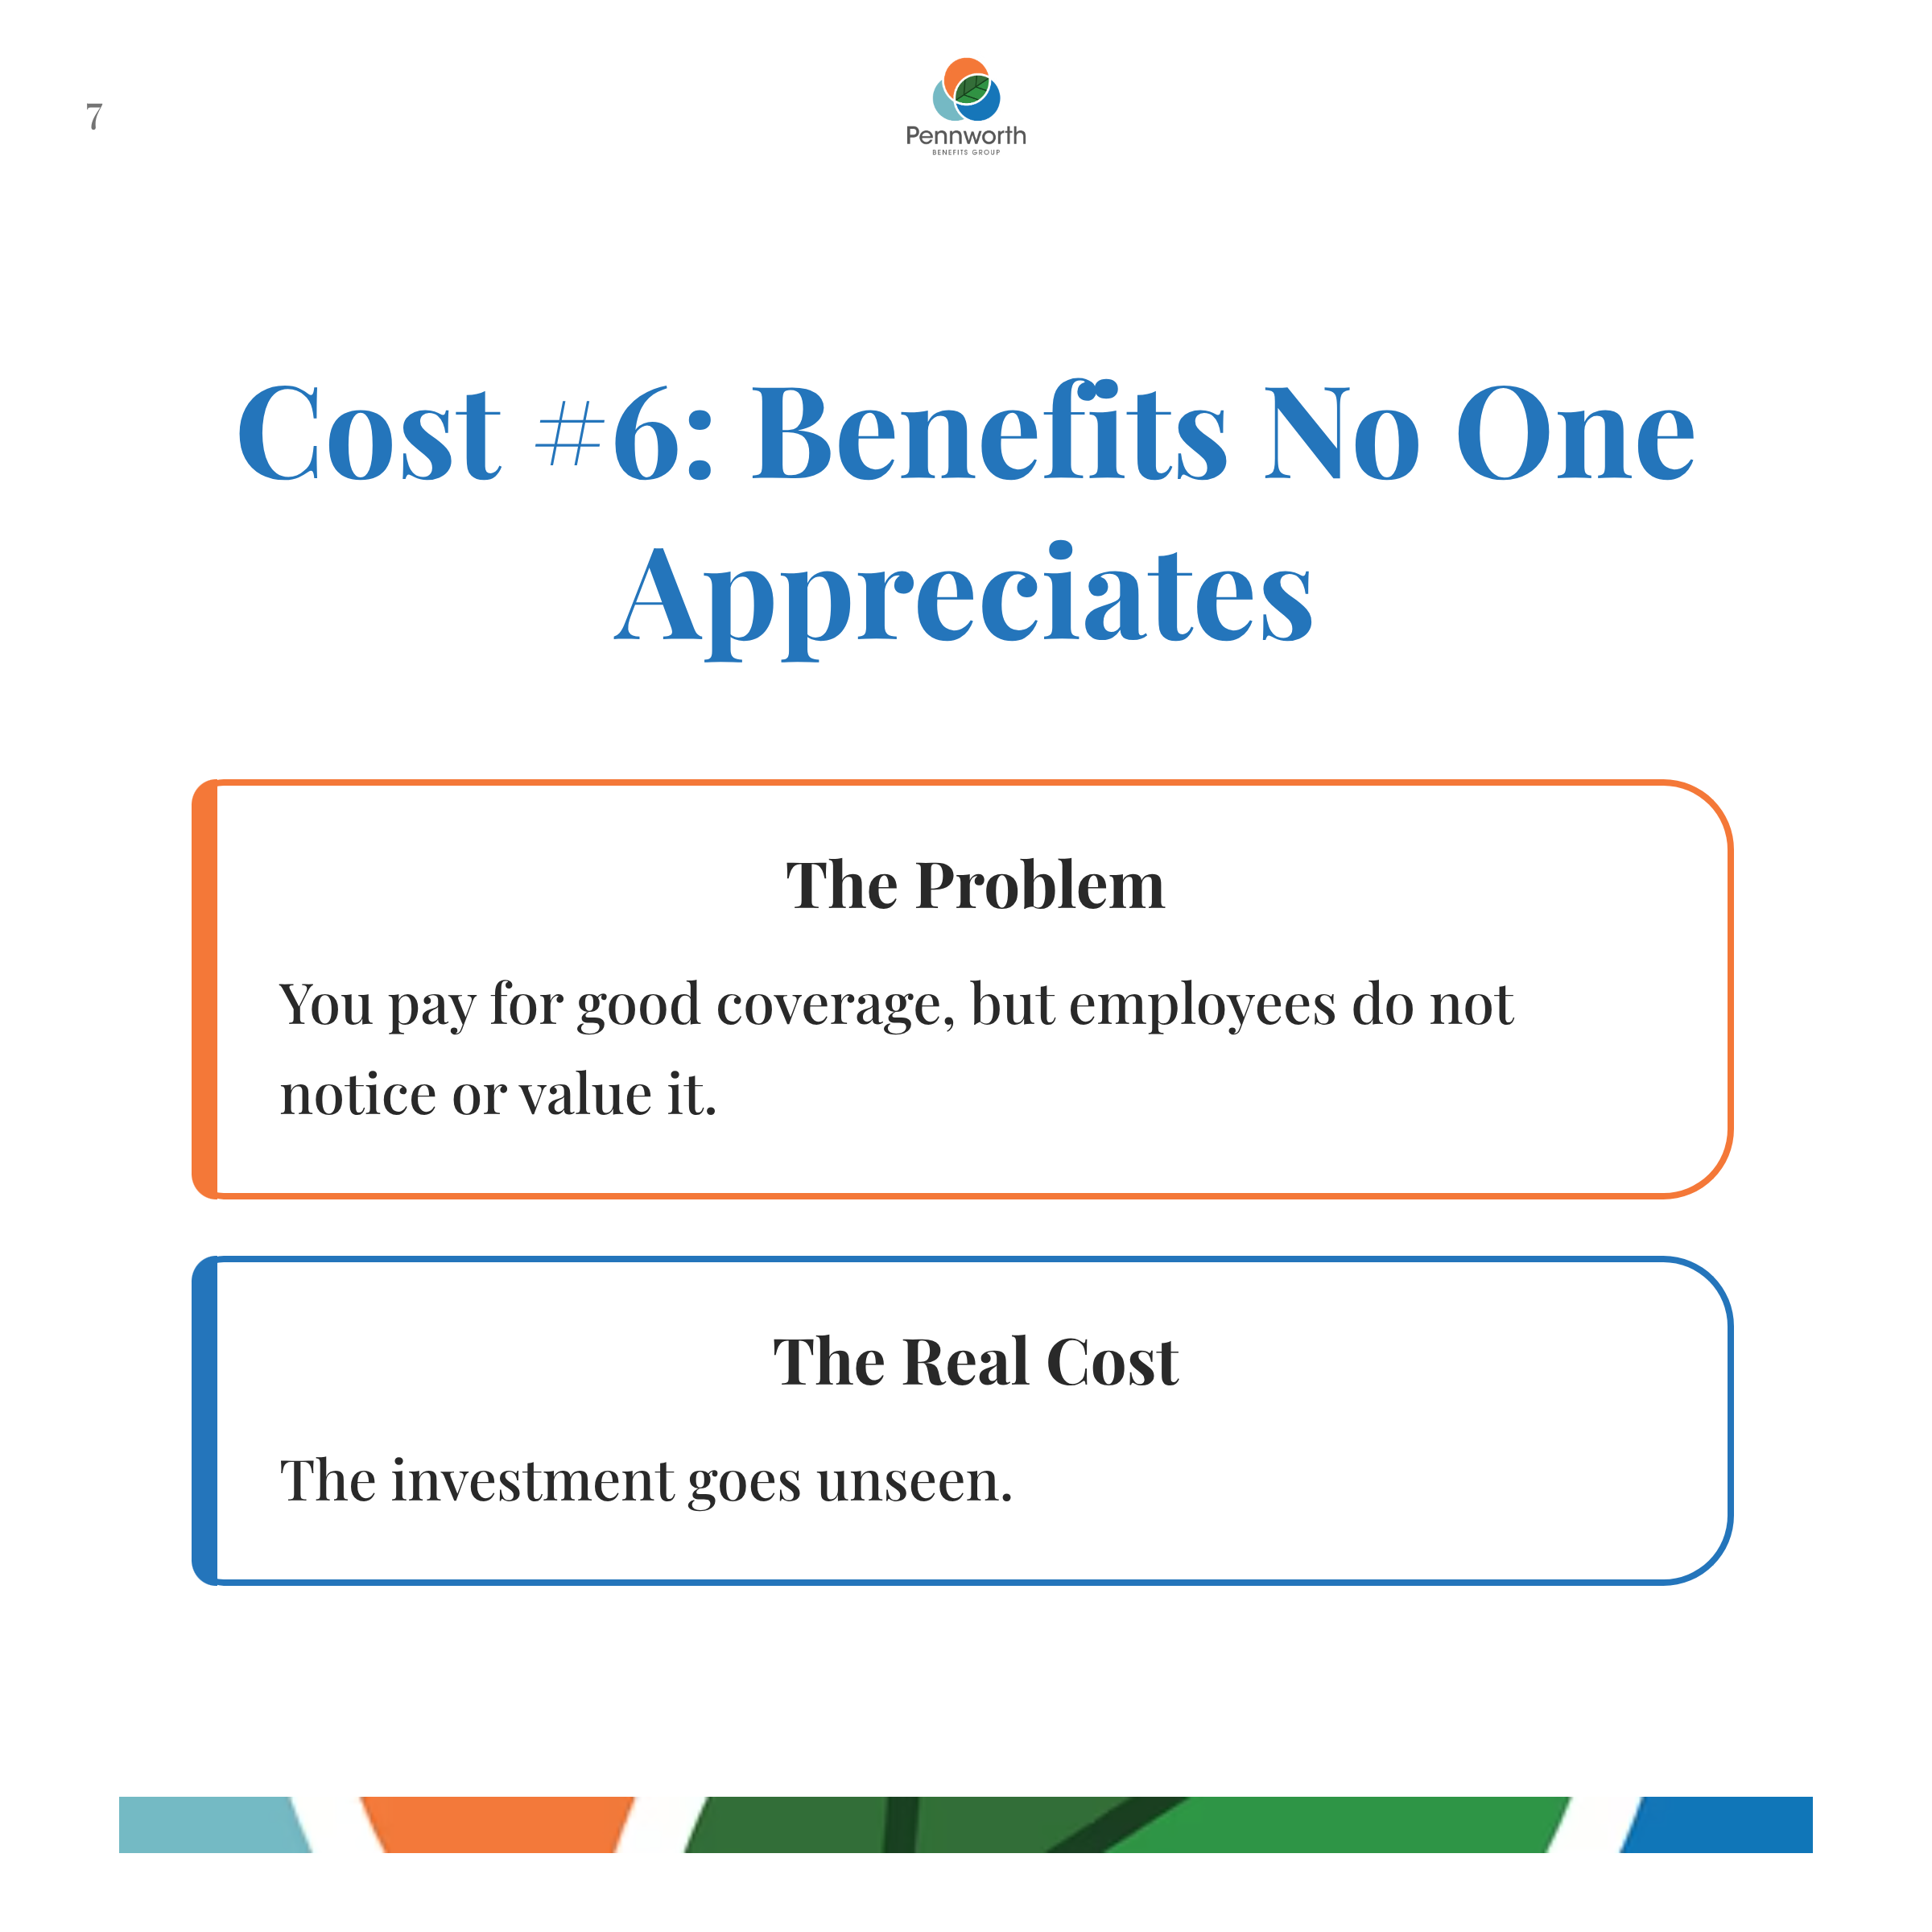 7
Pennworth
BENEFITS GROUP
Cost #6: Benefits No One
Appreciates
The Problem
You pay for good coverage, but employees do not
notice or value it.
The Real Cost
The investment goes unseen.